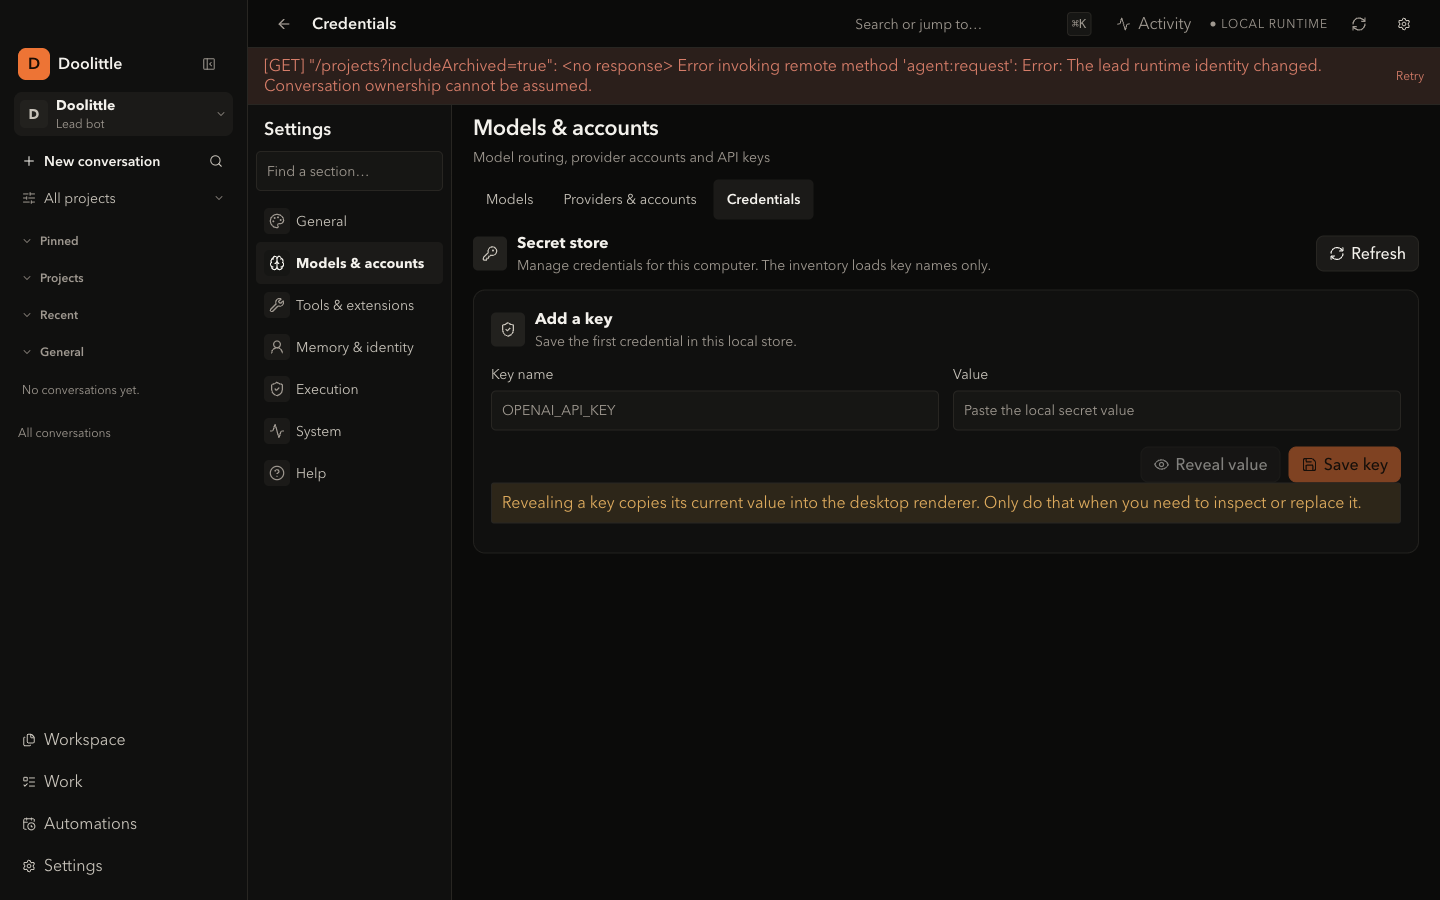 Credentials
Search or jump to…
⌘K
Activity
LOCAL RUNTIME
D
Doolittle
D
Doolittle
Lead bot
New conversation
All projects
Pinned
Projects
Recent
General
No conversations yet.
All conversations
Workspace
Work
Automations
Settings
[GET] "/projects?includeArchived=true": <no response> Error invoking remote method 'agent:request': Error: The lead runtime identity changed.
Conversation ownership cannot be assumed.
Retry
Settings
Find a section…
General
Models & accounts
Tools & extensions
Memory & identity
Execution
System
Help
Models & accounts
Model routing, provider accounts and API keys
Models
Providers & accounts
Credentials
Secret store
Manage credentials for this computer. The inventory loads key names only.
Refresh
Add a key
Save the first credential in this local store.
Key name
Value
OPENAI_API_KEY
Paste the local secret value
Reveal value
Save key
Revealing a key copies its current value into the desktop renderer. Only do that when you need to inspect or replace it.